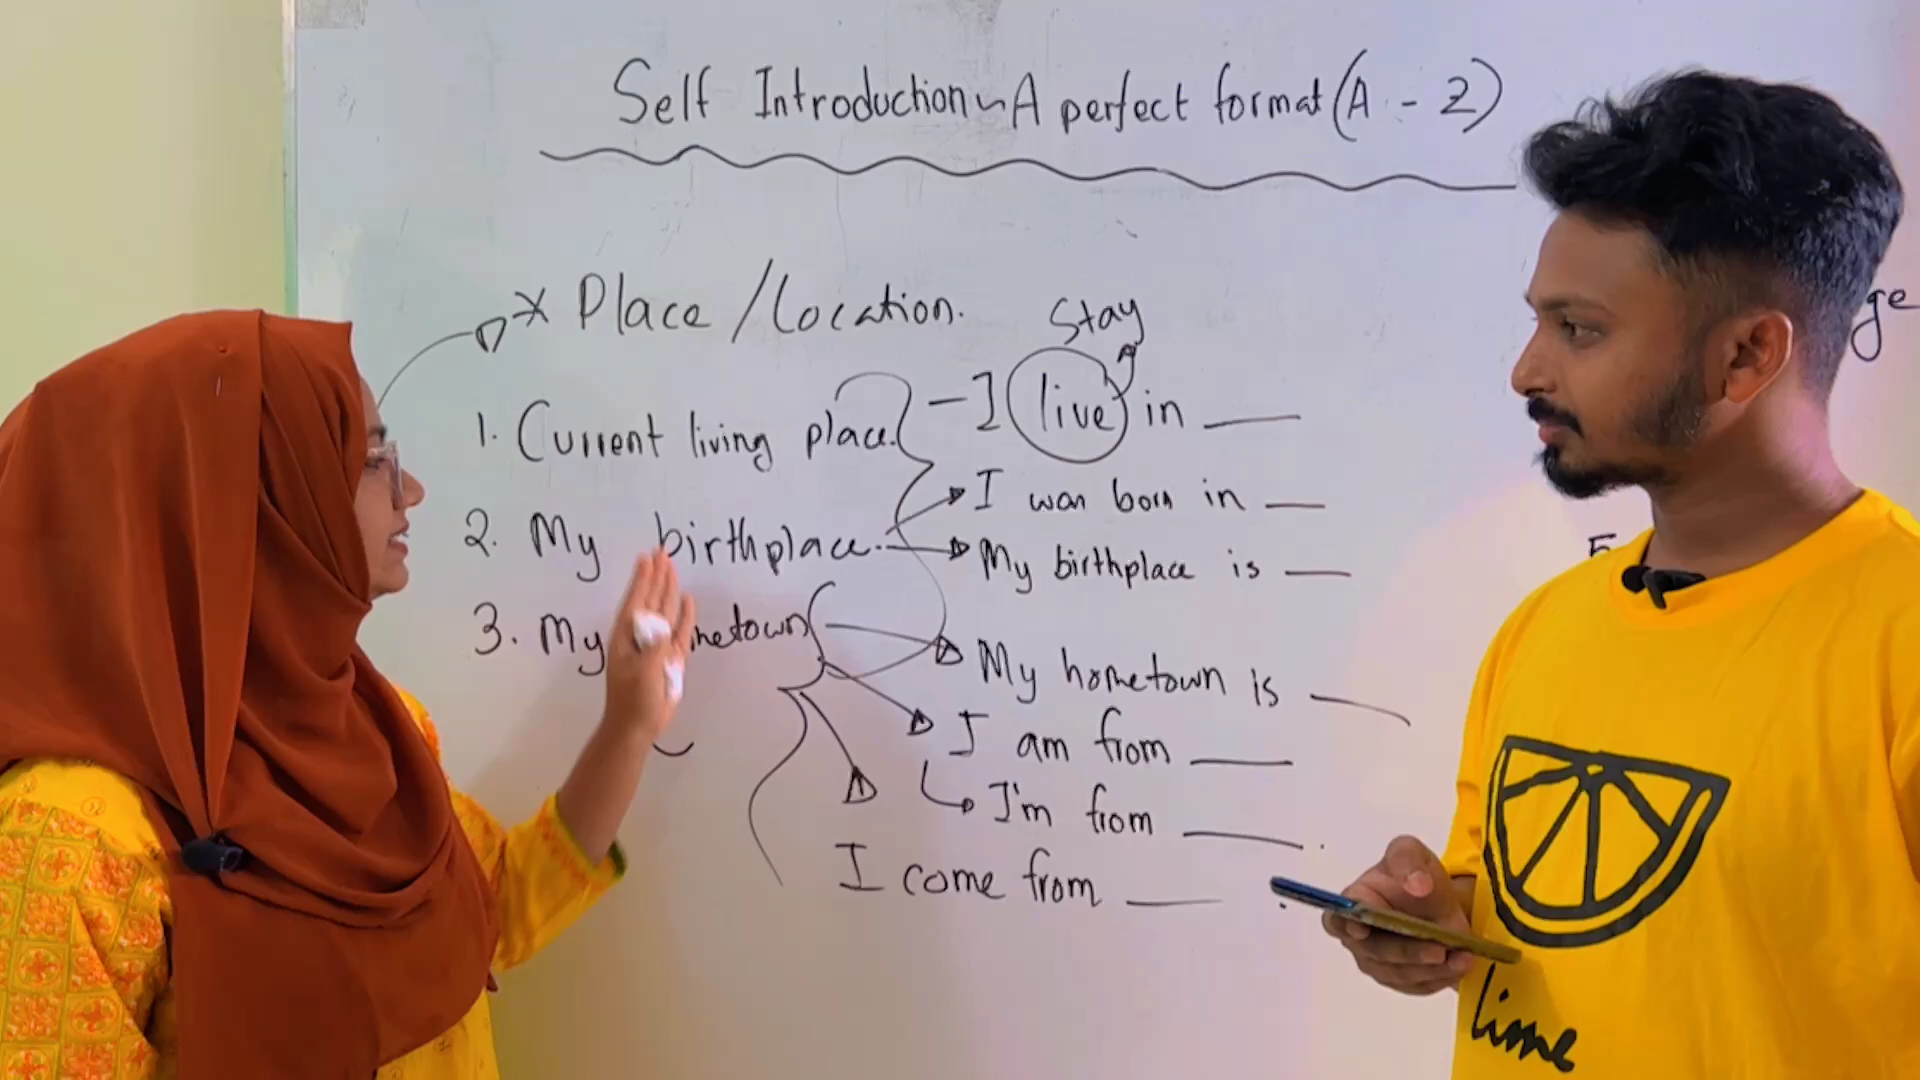 Self Introduction ~ A perfect format (A - Z)
* Place / Location.
Stay
1. Current living place. - I live in ___
2. My birthplace.
I was born in ___
My birthplace is ___
3. My hometown
My hometown is ___
I am from ___
I'm from ___.
I come from ___.
ge
lime